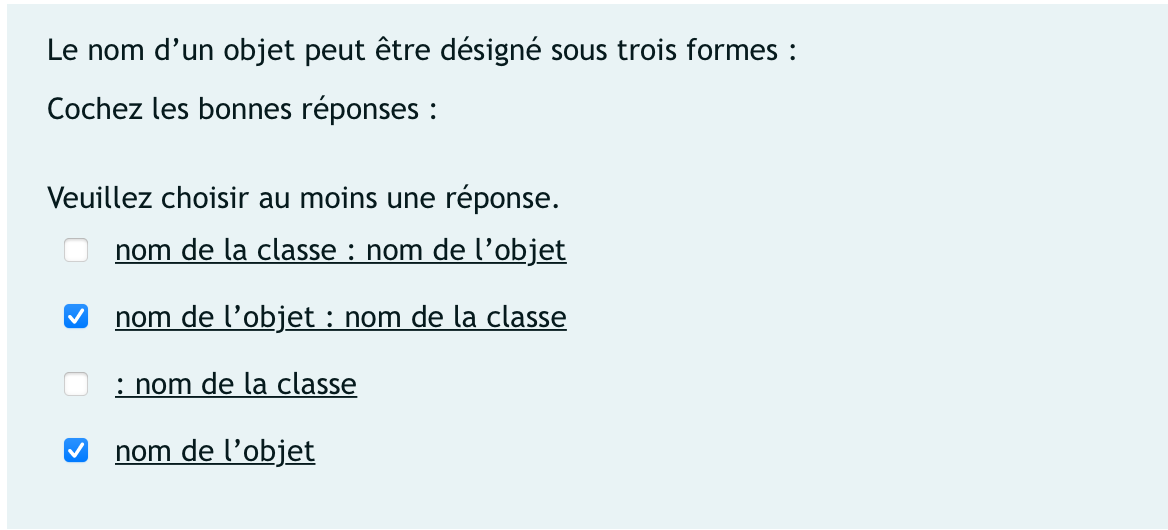 Le nom d’un objet peut être désigné sous trois formes :
Cochez les bonnes réponses :
Veuillez choisir au moins une réponse.
nom de la classe : nom de l’objet
nom de l’objet : nom de la classe
: nom de la classe
nom de l’objet